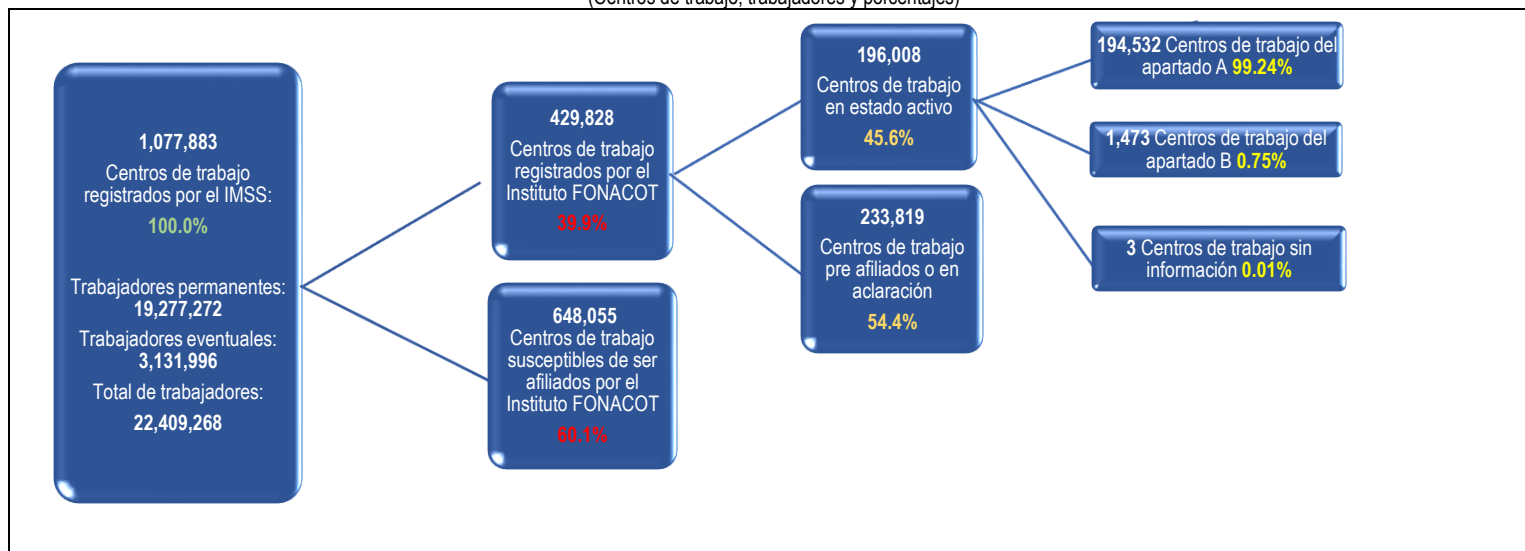 (Centros de trabajo, trabajadores y porcentajes)
1,077,883
Centros de trabajo
registrados por el IMSS:
100.0%
Trabajadores permanentes:
19,277,272
Trabajadores eventuales:
3,131,996
Total de trabajadores:
22,409,268
429,828
Centros de trabajo
registrados por el
Instituto FONACOT
39.9%
648,055
Centros de trabajo
susceptibles de ser
afiliados por el
Instituto FONACOT
60.1%
196,008
Centros de trabajo
en estado activo
45.6%
233,819
Centros de trabajo
pre afiliados o en
aclaración
54.4%
194,532 Centros de trabajo del
apartado A 99.24%
1,473 Centros de trabajo del
apartado B 0.75%
3 Centros de trabajo sin
información 0.01%